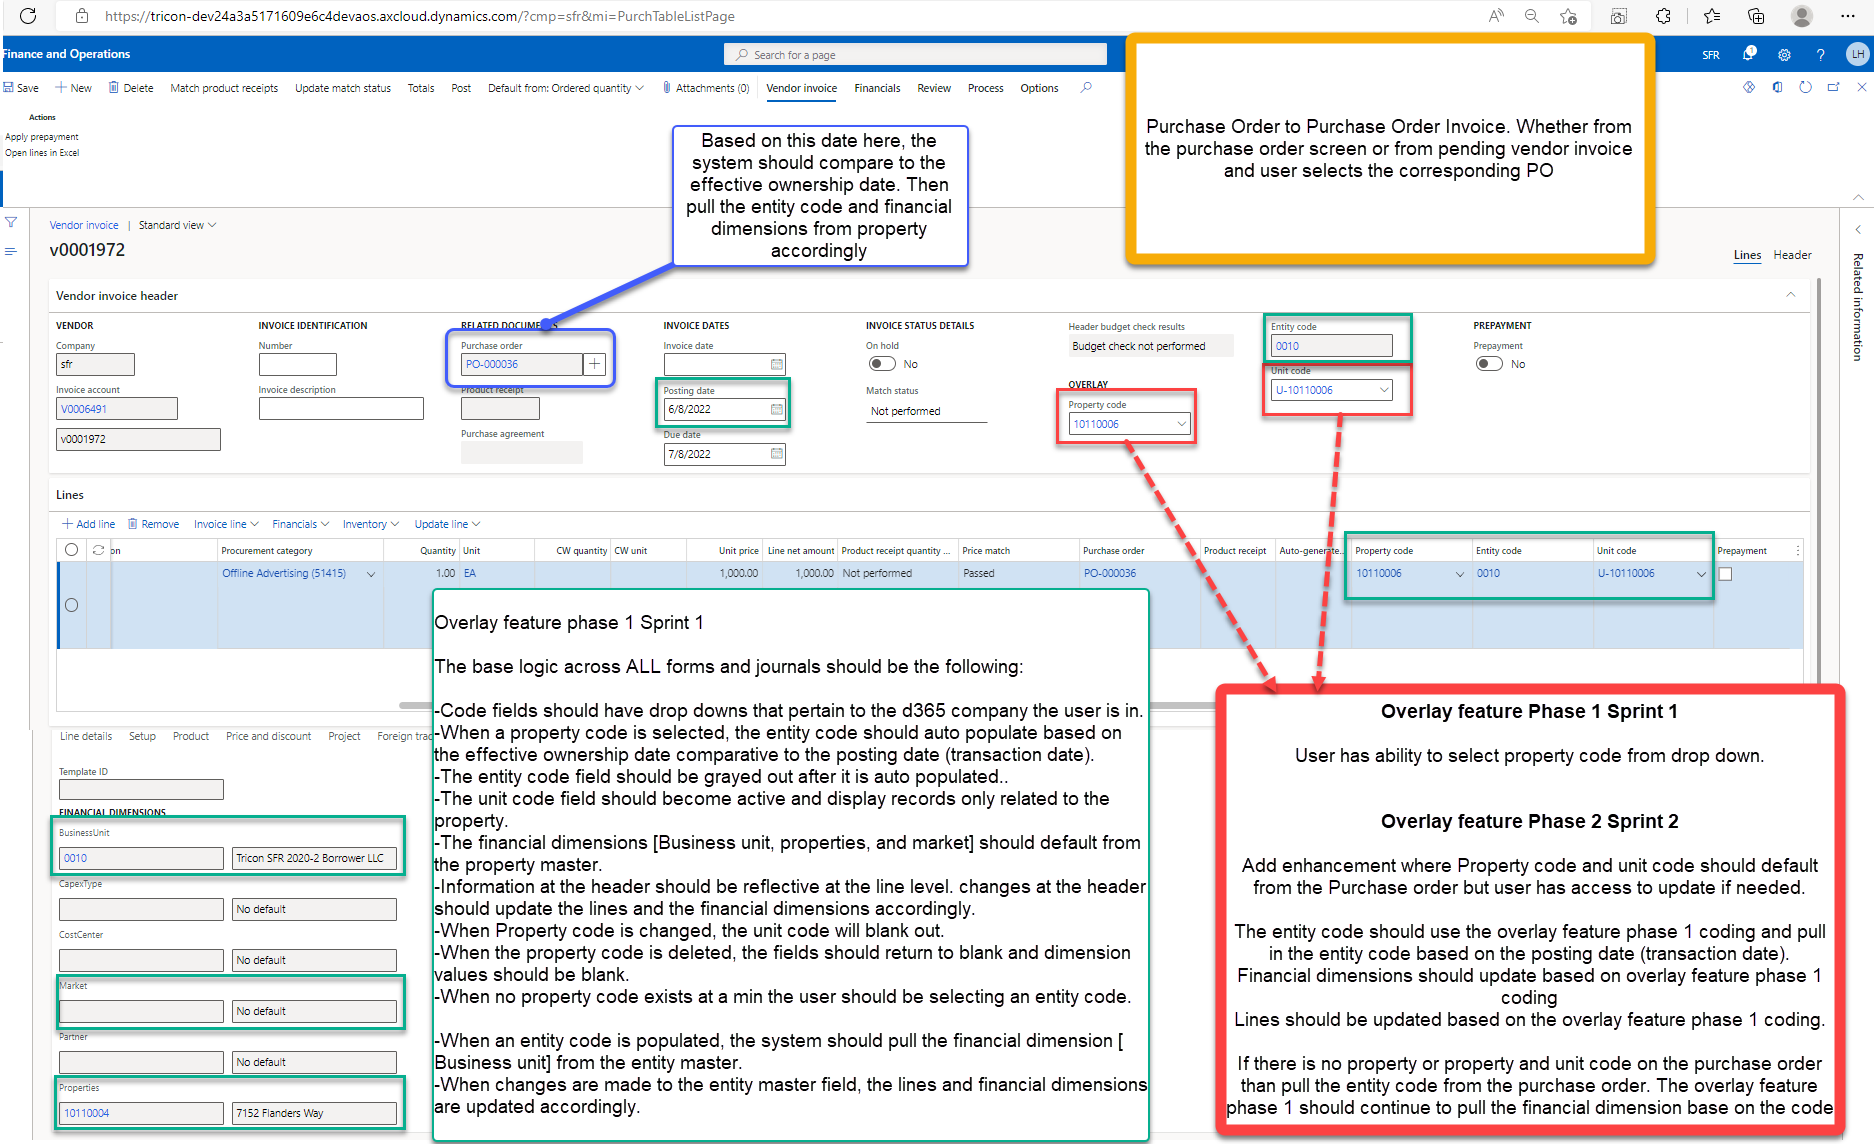 https://tricon-dev24a3a5171609e6c4devaos.axcloud.dynamics.com/?cmp=sfr&mi=PurchTableListPage
Finance and Operations
Search for a page
SFR
1
?
LH
Save
New
Delete
Match product receipts
Update match status
Totals
Post
Default from: Ordered quantity
Attachments (0)
Vendor invoice
Financials
Review
Process
Options
Actions
Apply prepayment
Open lines in Excel
Based on this date here, the
system should compare to the
effective ownership date. Then
pull the entity code and financial
dimensions from property
accordingly
Purchase Order to Purchase Order Invoice. Whether from
the purchase order screen or from pending vendor invoice
and user selects the corresponding PO
Vendor invoice | Standard view
v0001972
Lines
Header
Related information
Vendor invoice header
VENDOR
Company
sfr
Invoice account
V0006491
v0001972
INVOICE IDENTIFICATION
Number
Invoice description
RELATED DOCUMENTS
Purchase order
PO-000036
Product receipt
Purchase agreement
INVOICE DATES
Invoice date
Posting date
6/8/2022
Due date
7/8/2022
INVOICE STATUS DETAILS
On hold
No
Match status
Not performed
Header budget check results
Budget check not performed
OVERLAY
Property code
10110006
Entity code
0010
Unit code
U-10110006
PREPAYMENT
Prepayment
No
Lines
Add line
Remove
Invoice line
Financials
Inventory
Update line
on
Procurement category
Quantity
Unit
CW quantity
CW unit
Unit price
Line net amount
Product receipt quantity ...
Price match
Purchase order
Product receipt
Auto-generate...
Property code
Entity code
Unit code
Prepayment
Offline Advertising (51415)
1.00
EA
1,000.00
1,000.00
Not performed
Passed
PO-000036
10110006
0010
U-10110006
Line details
Setup
Product
Price and discount
Project
Foreign trad
Template ID
FINANCIAL DIMENSIONS
BusinessUnit
0010
Tricon SFR 2020-2 Borrower LLC
CapexType
No default
CostCenter
No default
Market
No default
Partner
No default
Properties
10110004
7152 Flanders Way
Overlay feature phase 1 Sprint 1
The base logic across ALL forms and journals should be the following:
-Code fields should have drop downs that pertain to the d365 company the user is in.
-When a property code is selected, the entity code should auto populate based on
the effective ownership date comparative to the posting date (transaction date).
-The entity code field should be grayed out after it is auto populated..
-The unit code field should become active and display records only related to the
property.
-The financial dimensions [Business unit, properties, and market] should default from
the property master.
-Information at the header should be reflective at the line level. changes at the header
should update the lines and the financial dimensions accordingly.
-When Property code is changed, the unit code will blank out.
-When the property code is deleted, the fields should return to blank and dimension
values should be blank.
-When no property code exists at a min the user should be selecting an entity code.
-When an entity code is populated, the system should pull the financial dimension [
Business unit] from the entity master.
-When changes are made to the entity master field, the lines and financial dimensions
are updated accordingly.
Overlay feature Phase 1 Sprint 1
User has ability to select property code from drop down.
Overlay feature Phase 2 Sprint 2
Add enhancement where Property code and unit code should default
from the Purchase order but user has access to update if needed.
The entity code should use the overlay feature phase 1 coding and pull
in the entity code based on the posting date (transaction date).
Financial dimensions should update based on overlay feature phase 1
coding
Lines should be updated based on the overlay feature phase 1 coding.
If there is no property or property and unit code on the purchase order
than pull the entity code from the purchase order. The overlay feature
phase 1 should continue to pull the financial dimension base on the code